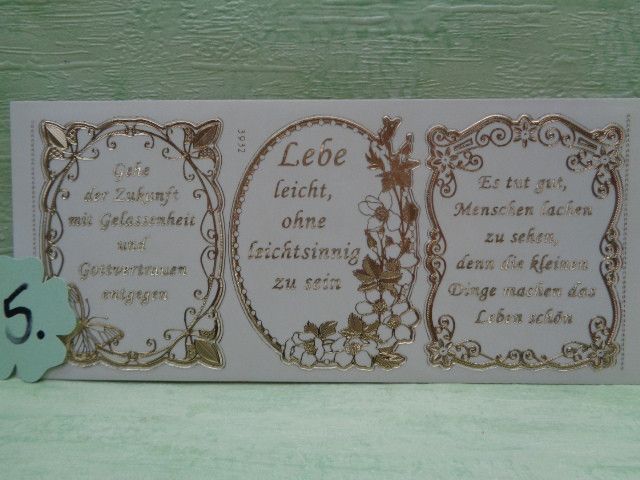 Gehe
der Zukunft
mit Gelassenheit
und
Gottvertrauen
entgegen
3932
Lebe
leicht,
ohne
leichtsinnig
zu sein
Es tut gut,
Menschen lachen
zu sehen,
denn die kleinen
Dinge machen das
Leben schön
5.